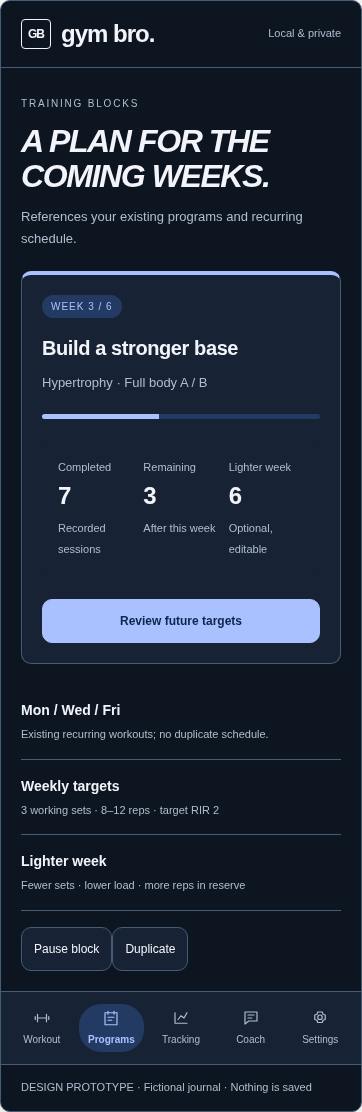 GB gym bro. Local & private
TRAINING BLOCKS
A PLAN FOR THE
COMING WEEKS.
References your existing programs and recurring
schedule.
WEEK 3 / 6
Build a stronger base
Hypertrophy · Full body A / B
Completed Remaining Lighter week
7 3 6
Recorded After this week Optional,
sessions editable
Review future targets
Mon / Wed / Fri
Existing recurring workouts; no duplicate schedule.
Weekly targets
3 working sets · 8–12 reps · target RIR 2
Lighter week
Fewer sets · lower load · more reps in reserve
Pause block Duplicate
Workout Programs Tracking Coach Settings
DESIGN PROTOTYPE · Fictional journal · Nothing is saved